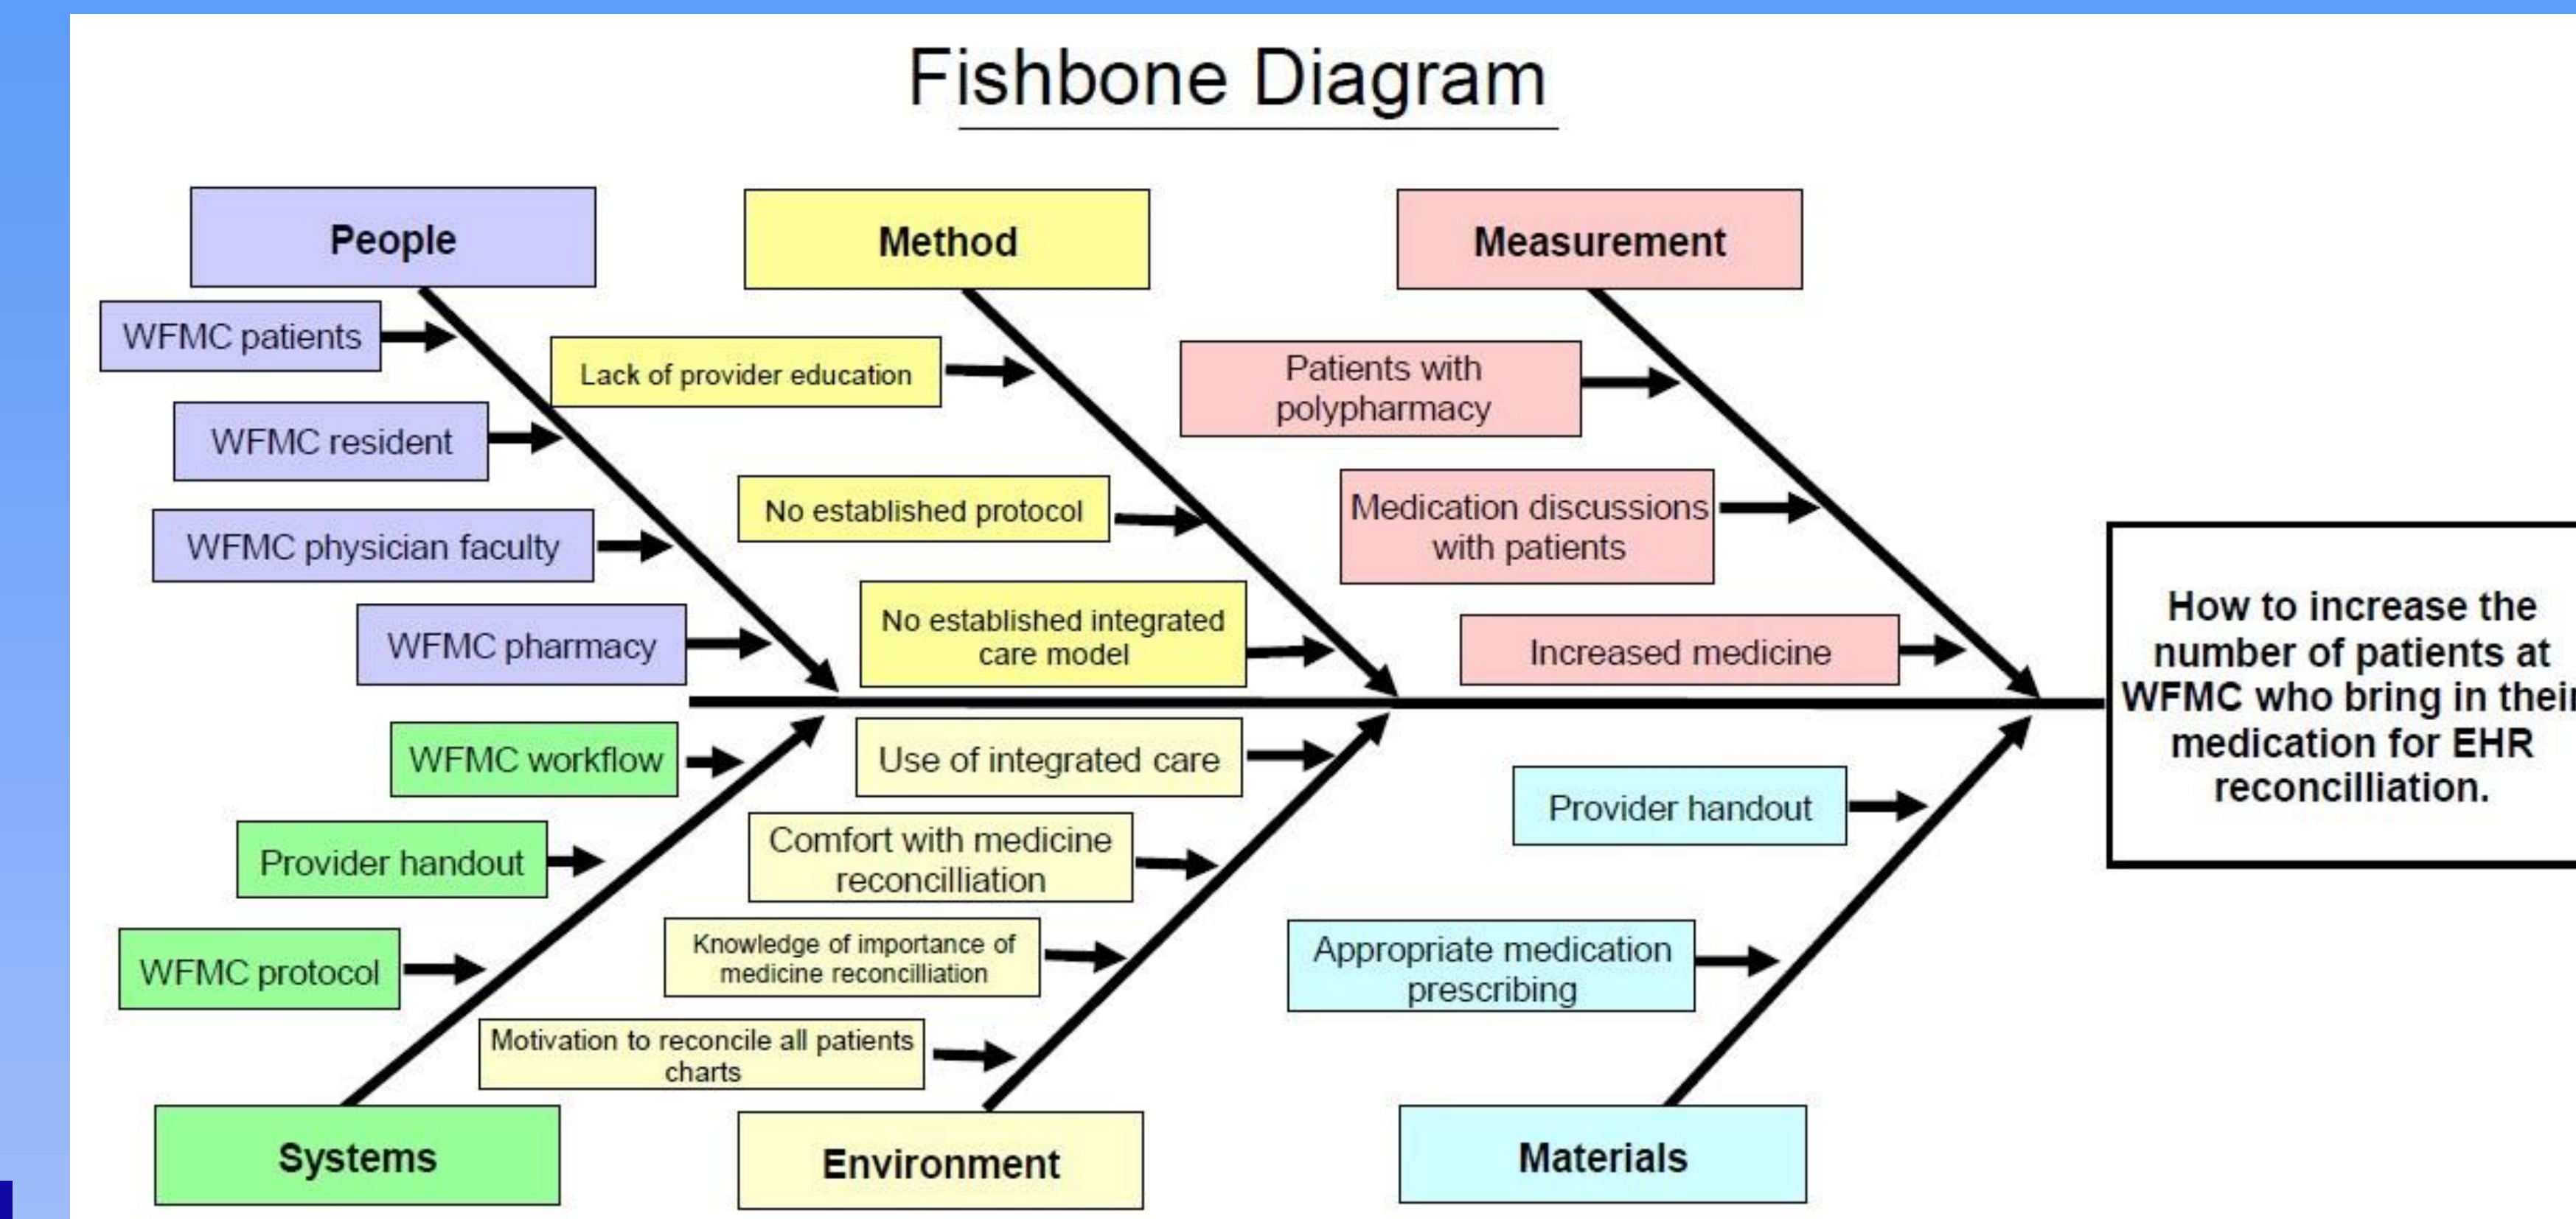 Fishbone Diagram
People
Method
Measurement
WFMC patients
WFMC resident
WFMC physician faculty
WFMC pharmacy
Lack of provider education
No established protocol
No established integrated
care model
Patients with
polypharmacy
Medication discussions
with patients
Increased medicine
How to increase the
number of patients at
WFMC who bring in their
medication for EHR
reconcilliation.
WFMC workflow
Provider handout
WFMC protocol
Use of integrated care
Comfort with medicine
reconcilliation
Knowledge of importance of
medicine reconcilliation
Motivation to reconcile all patients
charts
Provider handout
Appropriate medication
prescribing
Systems
Environment
Materials